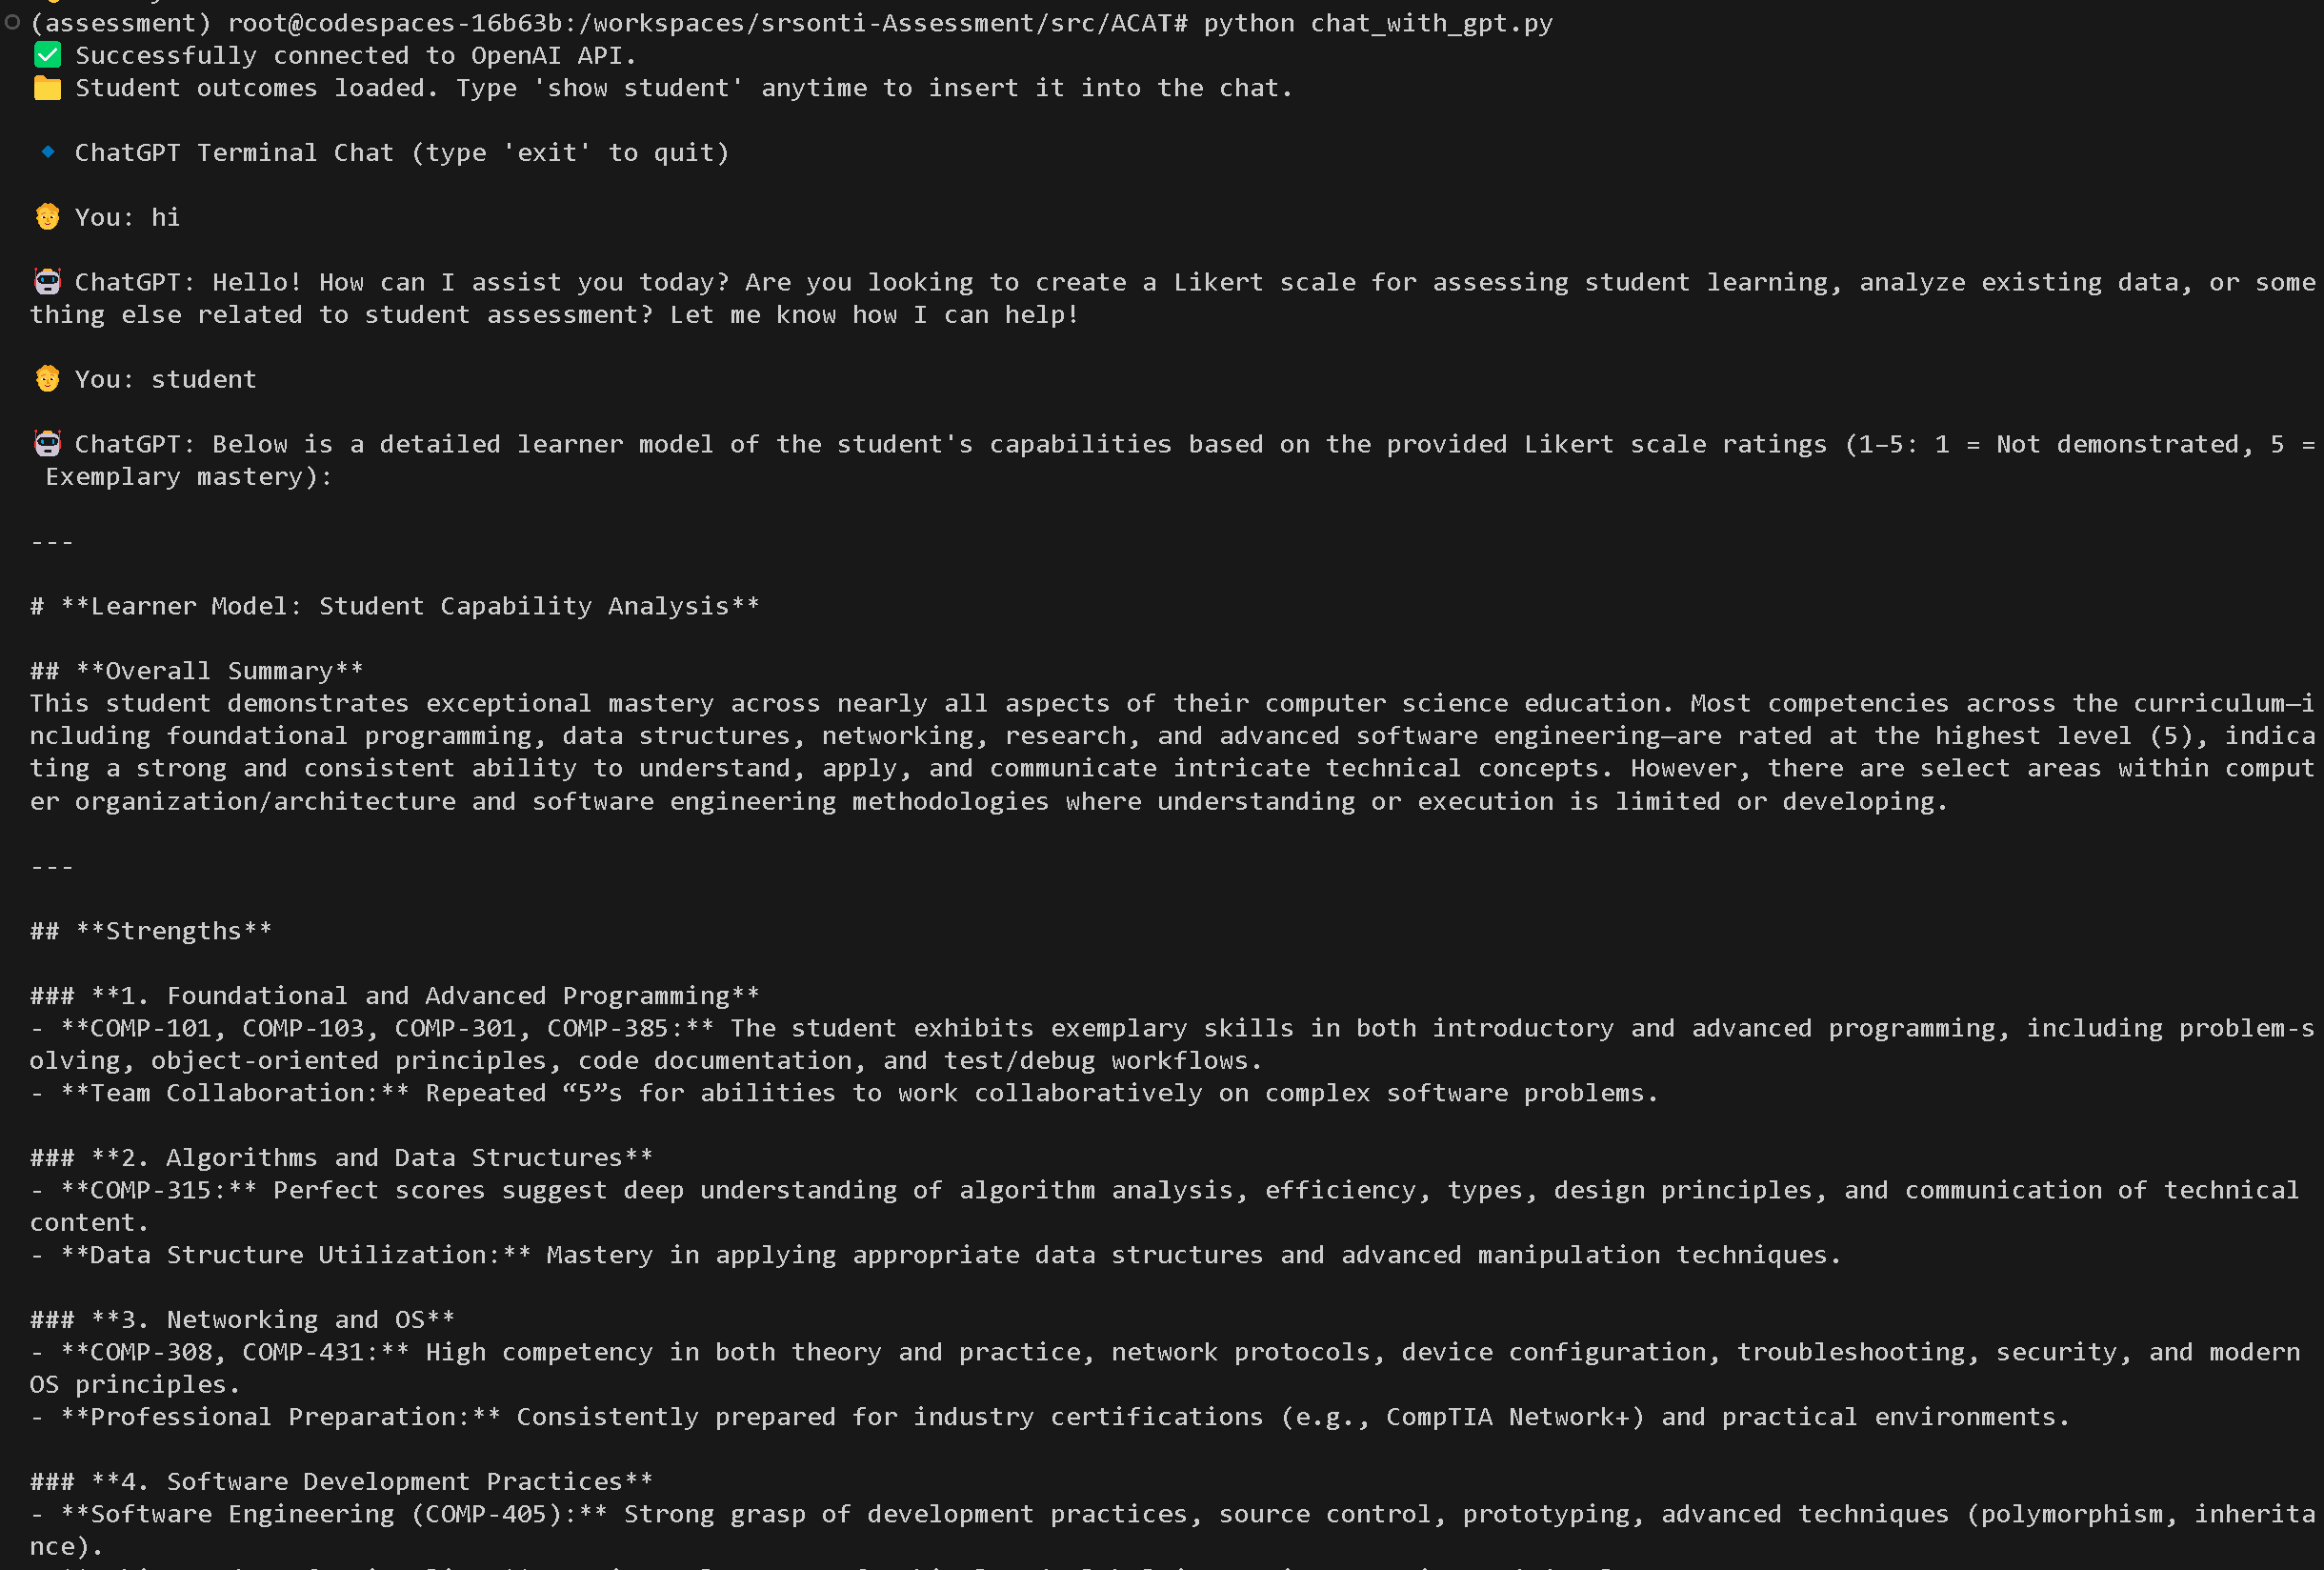 (assessment) root@codespaces-16b63b:/workspaces/srsonti-Assessment/src/ACAT# python chat_with_gpt.py
✅ Successfully connected to OpenAI API.
📁 Student outcomes loaded. Type 'show student' anytime to insert it into the chat.
🔹 ChatGPT Terminal Chat (type 'exit' to quit)
🧑 You: hi
🤖 ChatGPT: Hello! How can I assist you today? Are you looking to create a Likert scale for assessing student learning, analyze existing data, or some
thing else related to student assessment? Let me know how I can help!
🧑 You: student
🤖 ChatGPT: Below is a detailed learner model of the student's capabilities based on the provided Likert scale ratings (1–5: 1 = Not demonstrated, 5 =
Exemplary mastery):
---
# **Learner Model: Student Capability Analysis**
## **Overall Summary**
This student demonstrates exceptional mastery across nearly all aspects of their computer science education. Most competencies across the curriculum—i
ncluding foundational programming, data structures, networking, research, and advanced software engineering—are rated at the highest level (5), indica
ting a strong and consistent ability to understand, apply, and communicate intricate technical concepts. However, there are select areas within comput
er organization/architecture and software engineering methodologies where understanding or execution is limited or developing.
---
## **Strengths**
### **1. Foundational and Advanced Programming**
- **COMP-101, COMP-103, COMP-301, COMP-385:** The student exhibits exemplary skills in both introductory and advanced programming, including problem-s
olving, object-oriented principles, code documentation, and test/debug workflows.
- **Team Collaboration:** Repeated “5”s for abilities to work collaboratively on complex software problems.
### **2. Algorithms and Data Structures**
- **COMP-315:** Perfect scores suggest deep understanding of algorithm analysis, efficiency, types, design principles, and communication of technical
content.
- **Data Structure Utilization:** Mastery in applying appropriate data structures and advanced manipulation techniques.
### **3. Networking and OS**
- **COMP-308, COMP-431:** High competency in both theory and practice, network protocols, device configuration, troubleshooting, security, and modern
OS principles.
- **Professional Preparation:** Consistently prepared for industry certifications (e.g., CompTIA Network+) and practical environments.
### **4. Software Development Practices**
- **Software Engineering (COMP-405):** Strong grasp of development practices, source control, prototyping, advanced techniques (polymorphism, inherita
nce).